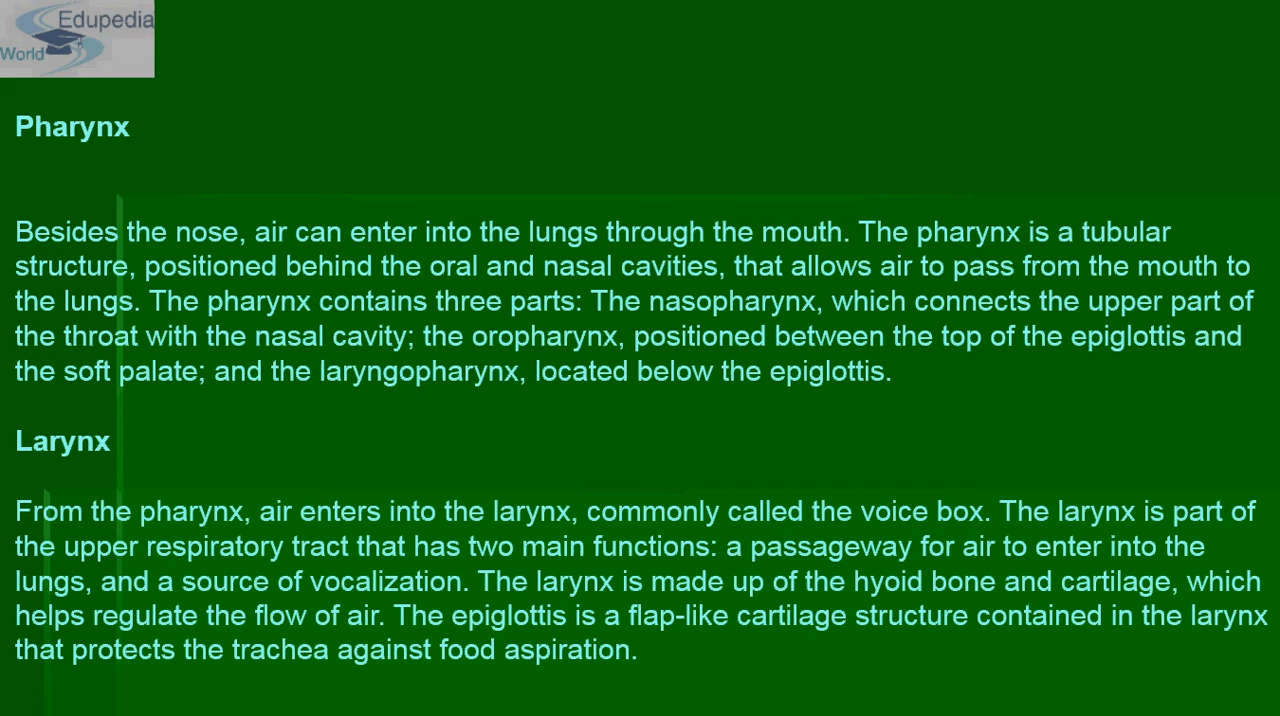 Edupedia
World
Pharynx
Besides the nose, air can enter into the lungs through the mouth. The pharynx is a tubular
structure, positioned behind the oral and nasal cavities, that allows air to pass from the mouth to
the lungs. The pharynx contains three parts: The nasopharynx, which connects the upper part of
the throat with the nasal cavity; the oropharynx, positioned between the top of the epiglottis and
the soft palate; and the laryngopharynx, located below the epiglottis.
Larynx
From the pharynx, air enters into the larynx, commonly called the voice box. The larynx is part of
the upper respiratory tract that has two main functions: a passageway for air to enter into the
lungs, and a source of vocalization. The larynx is made up of the hyoid bone and cartilage, which
helps regulate the flow of air. The epiglottis is a flap-like cartilage structure contained in the larynx
that protects the trachea against food aspiration.